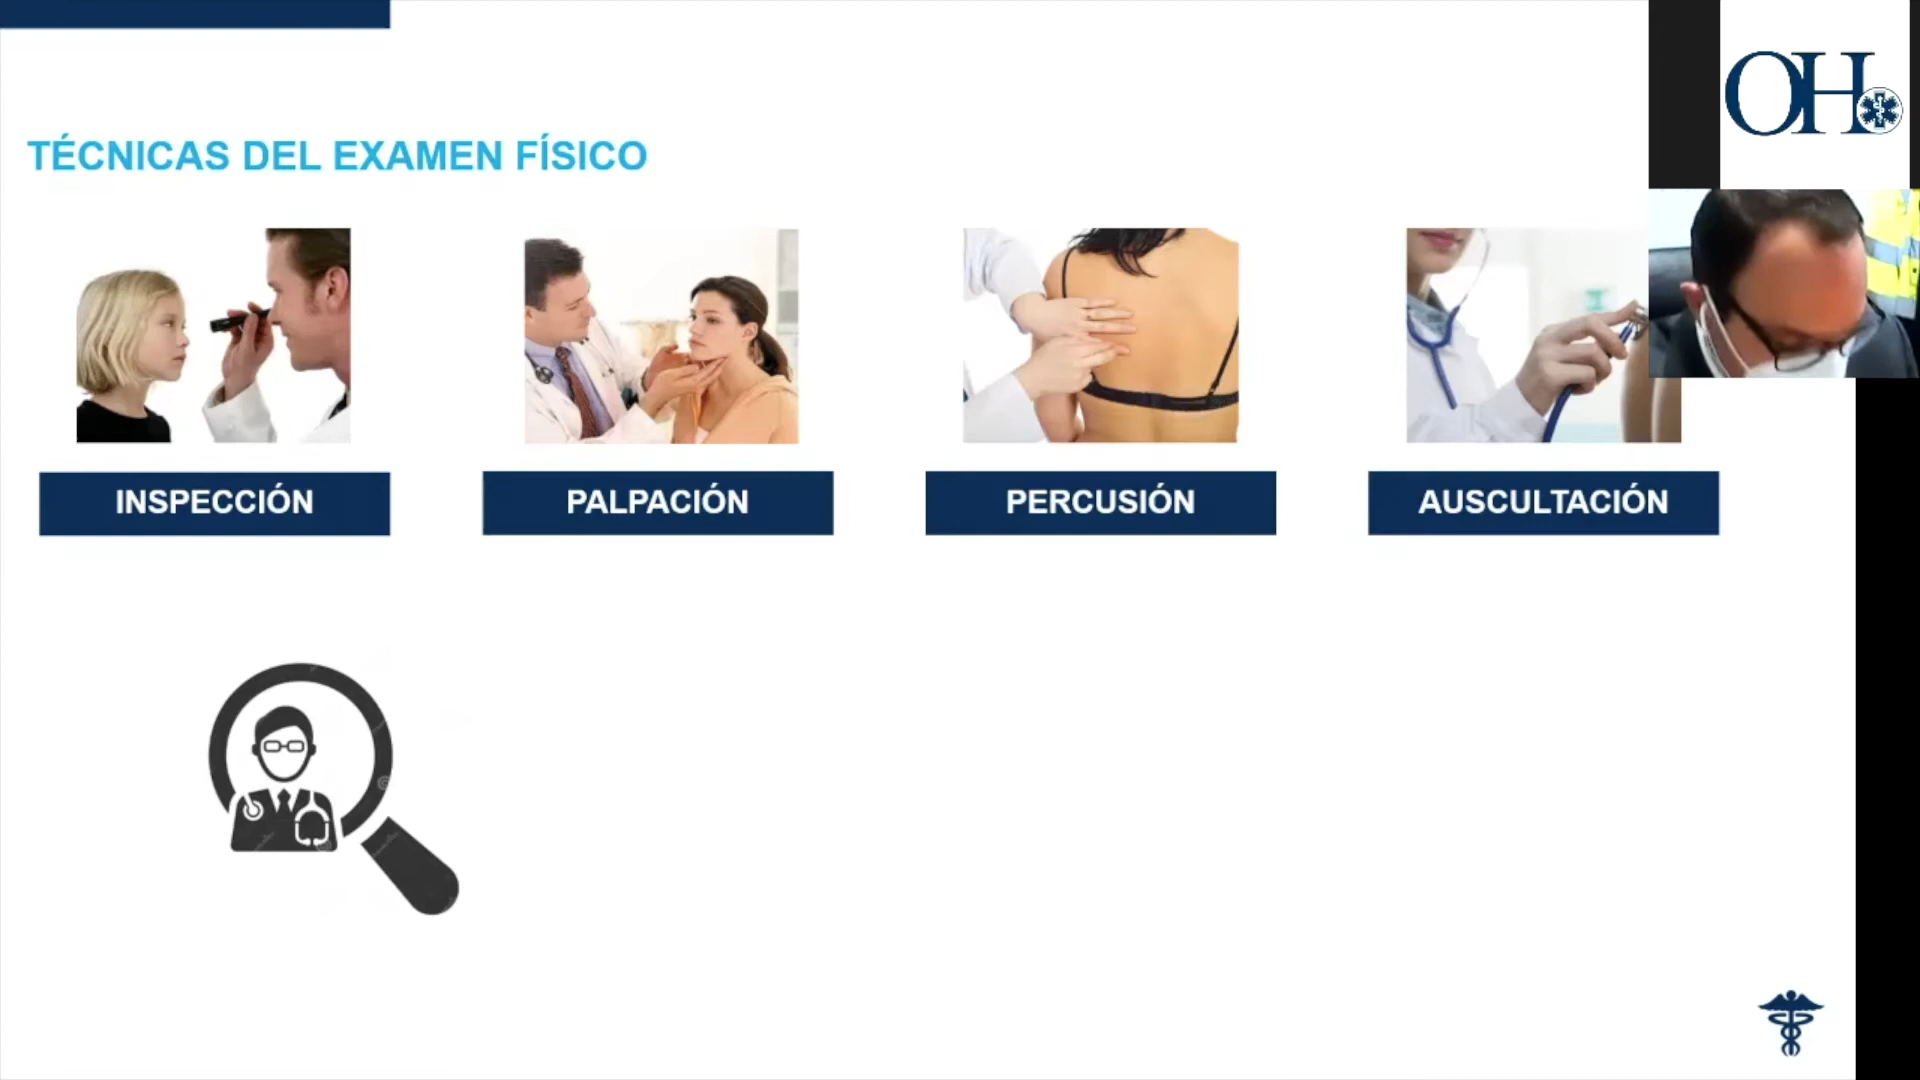 OH
TÉCNICAS DEL EXAMEN FÍSICO
INSPECCIÓN
PALPACIÓN
PERCUSIÓN
AUSCULTACIÓN